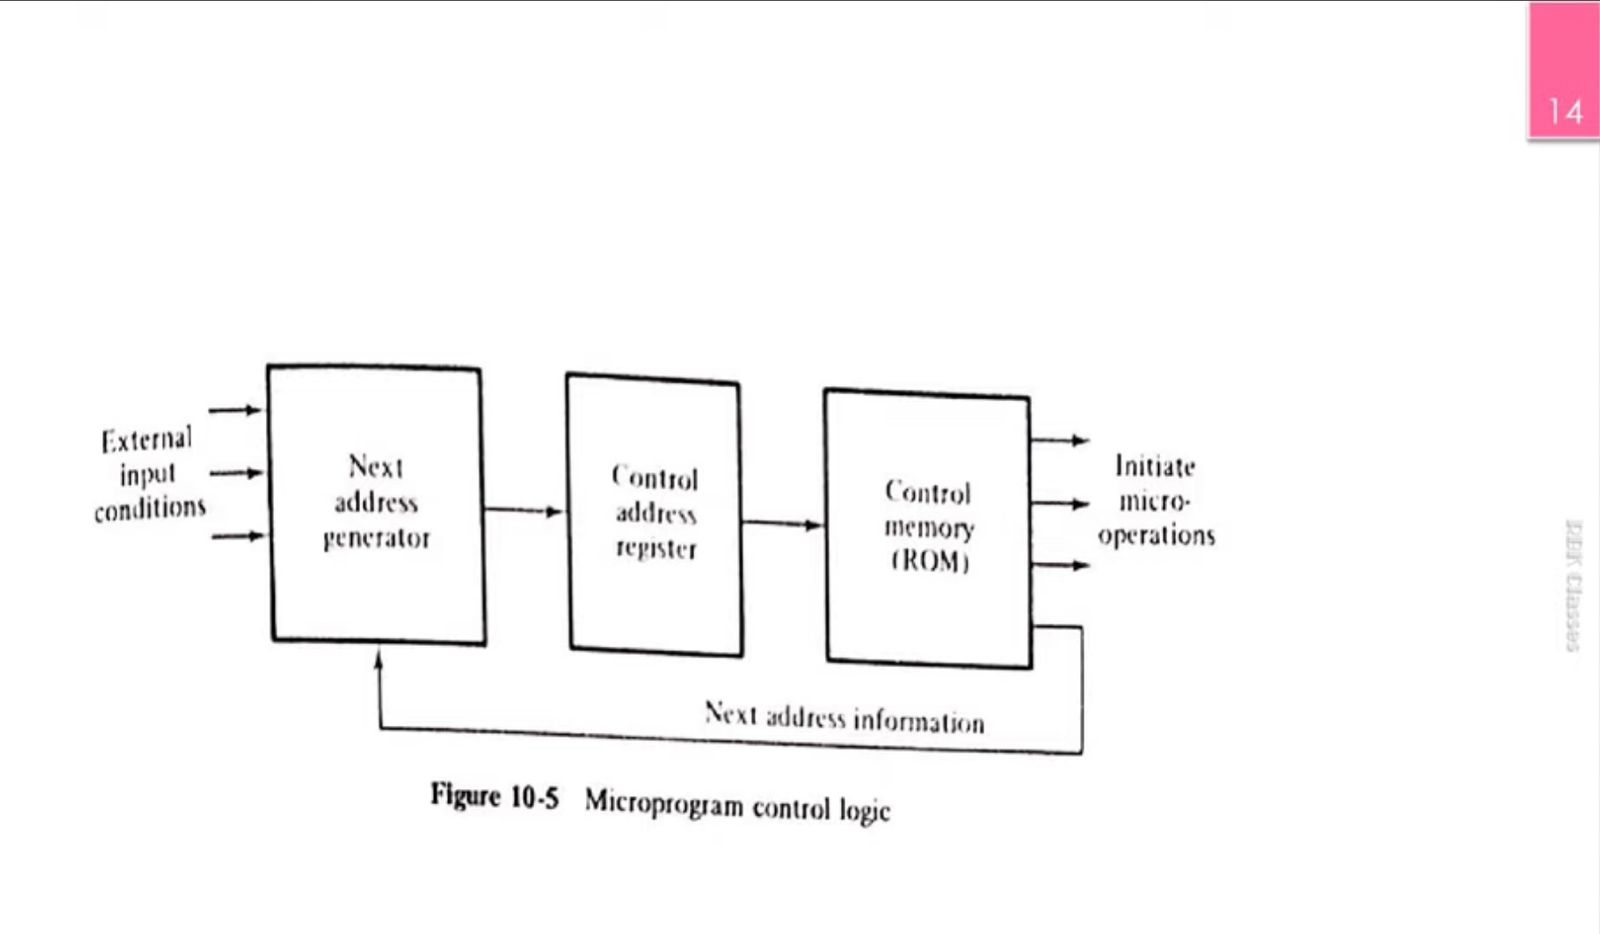 14
External
input
conditions
Next
address
generator
Control
address
register
Control
memory
(ROM)
Initiate
micro-
operations
Next address information
Figure 10-5 Microprogram control logic
Classes